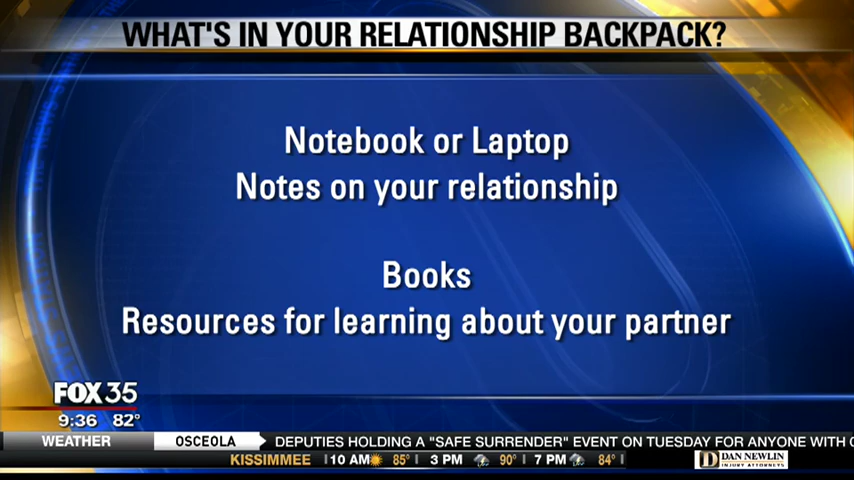 WHAT'S IN YOUR RELATIONSHIP BACKPACK?
Notebook or Laptop
Notes on your relationship
Books
Resources for learning about your partner
FOX 35
9:36 82°
WEATHER OSCEOLA DEPUTIES HOLDING A "SAFE SURRENDER" EVENT ON TUESDAY FOR ANYONE WITH
KISSIMMEE 10 AM 85° 3 PM 90° 7 PM 84° D DAN NEWLIN
INJURY ATTORNEYS